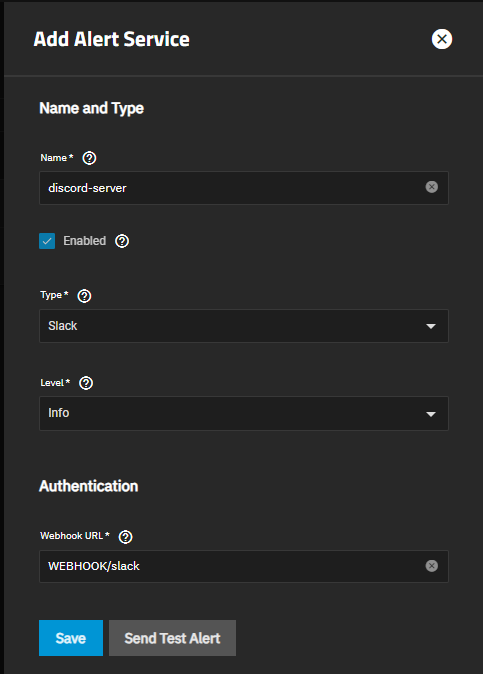 Add Alert Service
Name and Type
Name *
discord-server
Enabled
Type *
Slack
Level *
Info
Authentication
Webhook URL *
WEBHOOK/slack
Save Send Test Alert